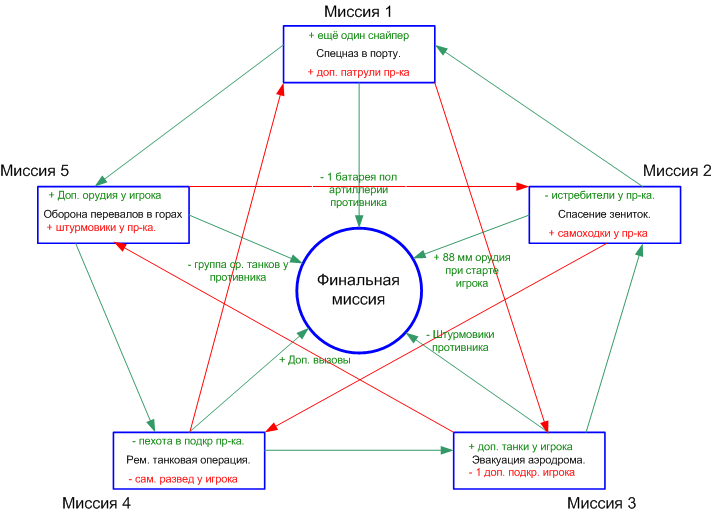 Миссия 1
+ ещё один снайпер
Спецназ в порту.
+ доп. патрули пр-ка
Миссия 5
+ Доп. орудия у игрока
Оборона перевалов в горах
+ штурмовики у пр-ка.
- 1 батарея пол
артиллерии
противника
Миссия 2
- истребители у пр-ка.
Спасение зениток.
+ самоходки у пр-ка
- группа ср. танков у
противника
+ 88 мм орудия
при старте
игрока
Финальная
миссия
- Штурмовики
противника
+ Доп. вызовы
- пехота в подкр пр-ка.
Рем. танковая операция.
- сам. развед у игрока
Миссия 4
+ доп. танки у игрока
Эвакуация аэродрома.
- 1 доп. подкр. игрока
Миссия 3